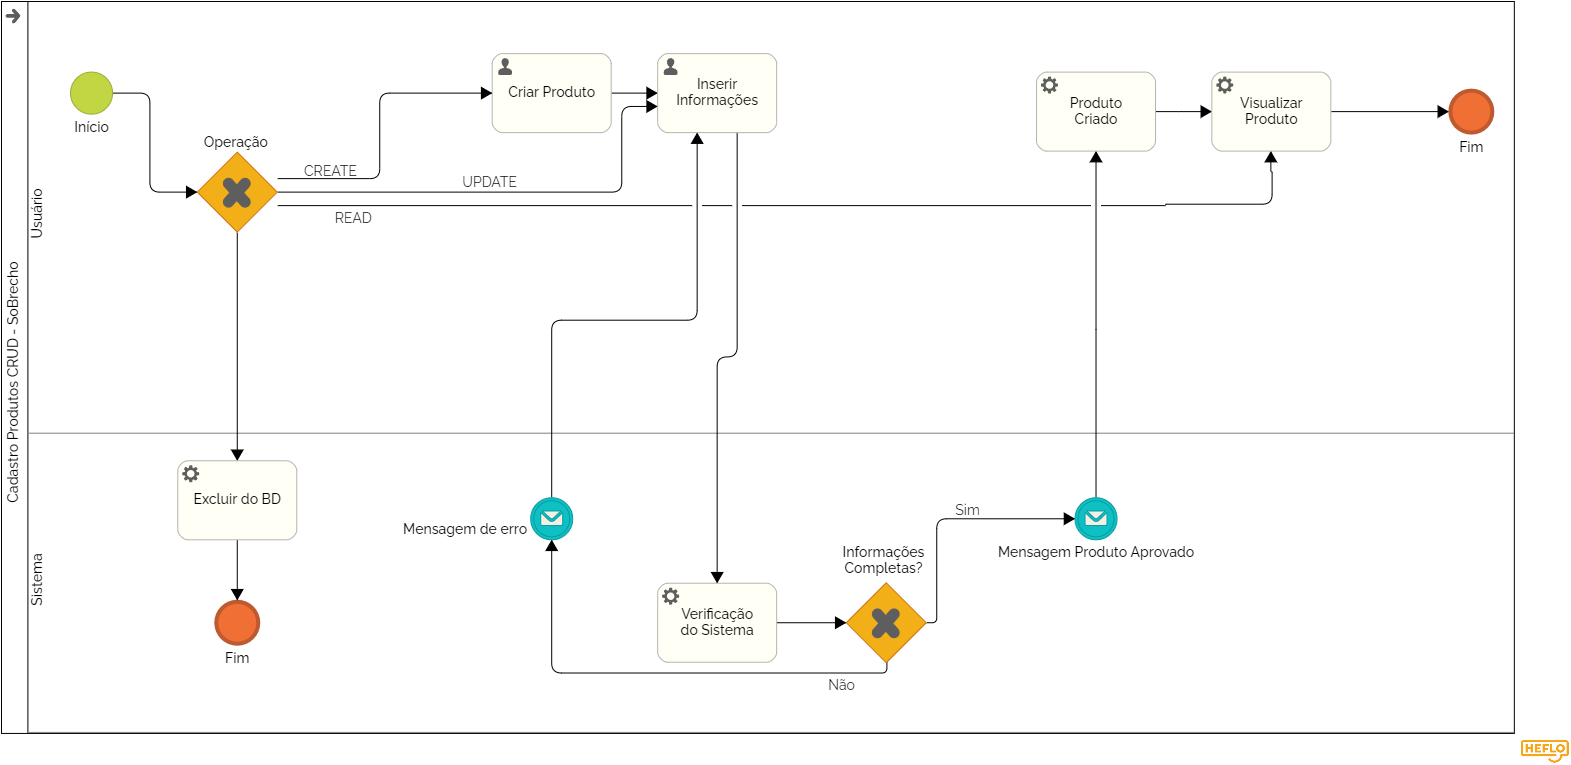 Cadastro Produtos CRUD - SoBrecho
Usuário
Início
Operação
CREATE
UPDATE
READ
Criar Produto
Inserir
Informações
Produto
Criado
Visualizar
Produto
Fim
Sistema
Excluir do BD
Fim
Mensagem de erro
Verificação
do Sistema
Informações
Completas?
Não
Sim
Mensagem Produto Aprovado
HEFLO